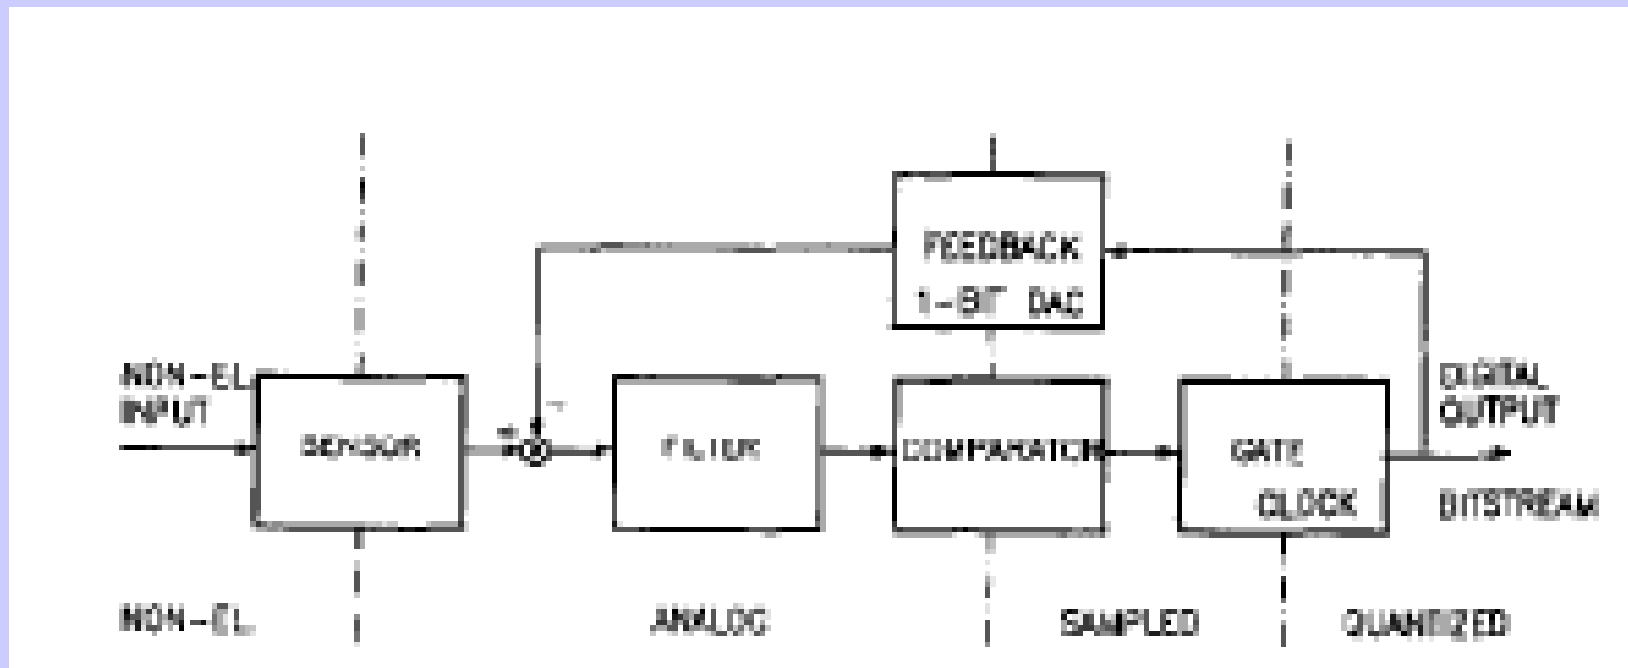 FEEDBACK
1-BIT DAC
NON-EL.
INPUT
SENSOR
+
-
FILTER
COMPARATOR
GATE
CLOCK
DIGITAL
OUTPUT
BITSTREAM
NON-EL.
ANALOG
SAMPLED
QUANTIZED